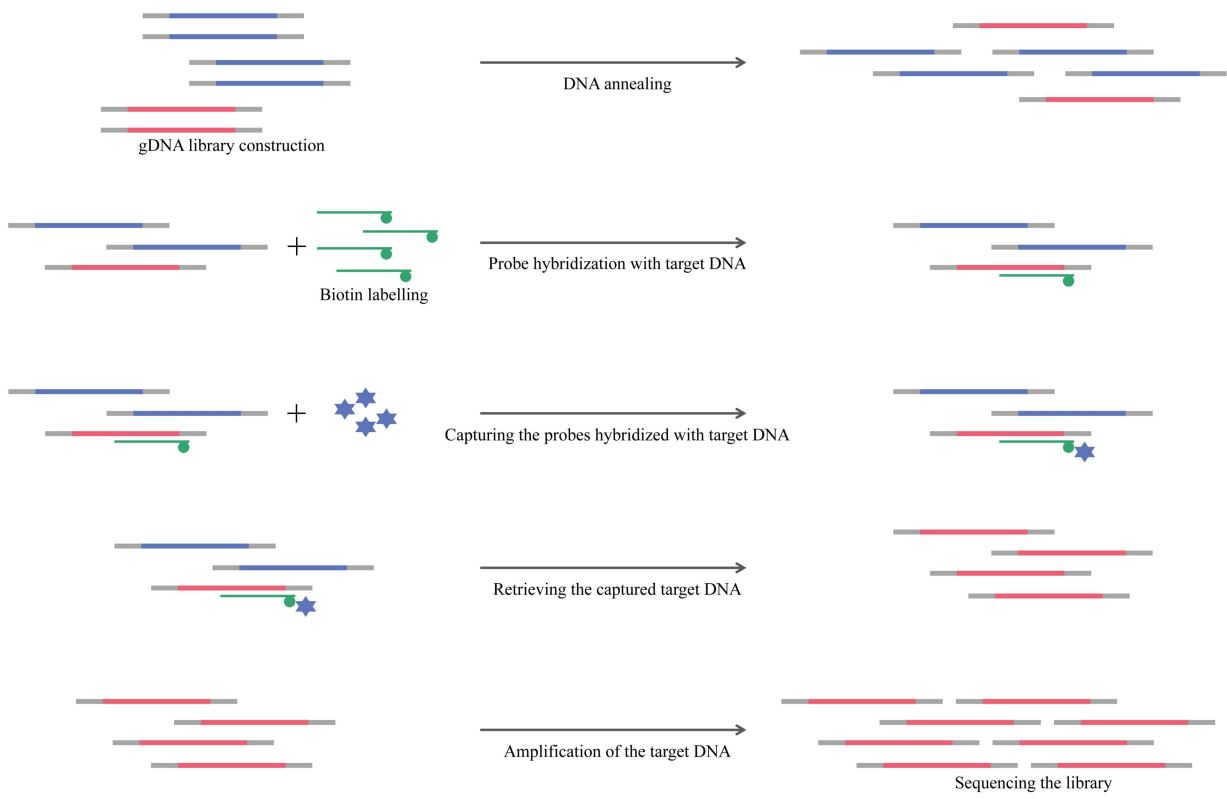 DNA annealing
gDNA library construction
Probe hybridization with target DNA
Biotin labelling
Capturing the probes hybridized with target DNA
Retrieving the captured target DNA
Amplification of the target DNA
Sequencing the library